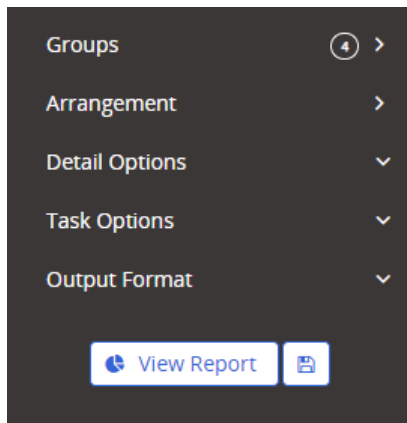 Groups 4
Arrangement
Detail Options
Task Options
Output Format
View Report